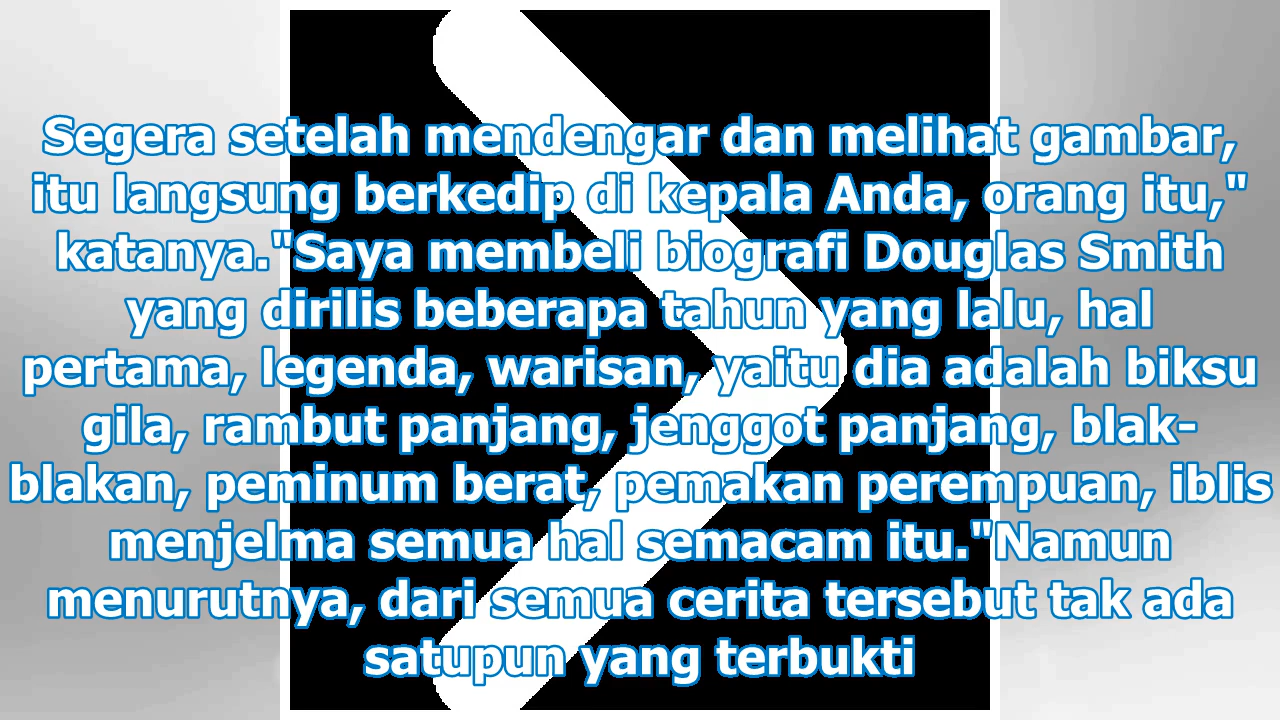 Segera setelah mendengar dan melihat gambar,
itu langsung berkedip di kepala Anda, orang itu,"
katanya."Saya membeli biografi Douglas Smith
yang dirilis beberapa tahun yang lalu, hal
pertama, legenda, warisan, yaitu dia adalah biksu
gila, rambut panjang, jenggot panjang, blak-
blakan, peminum berat, pemakan perempuan, iblis
menjelma semua hal semacam itu."Namun
menurutnya, dari semua cerita tersebut tak ada
satupun yang terbukti